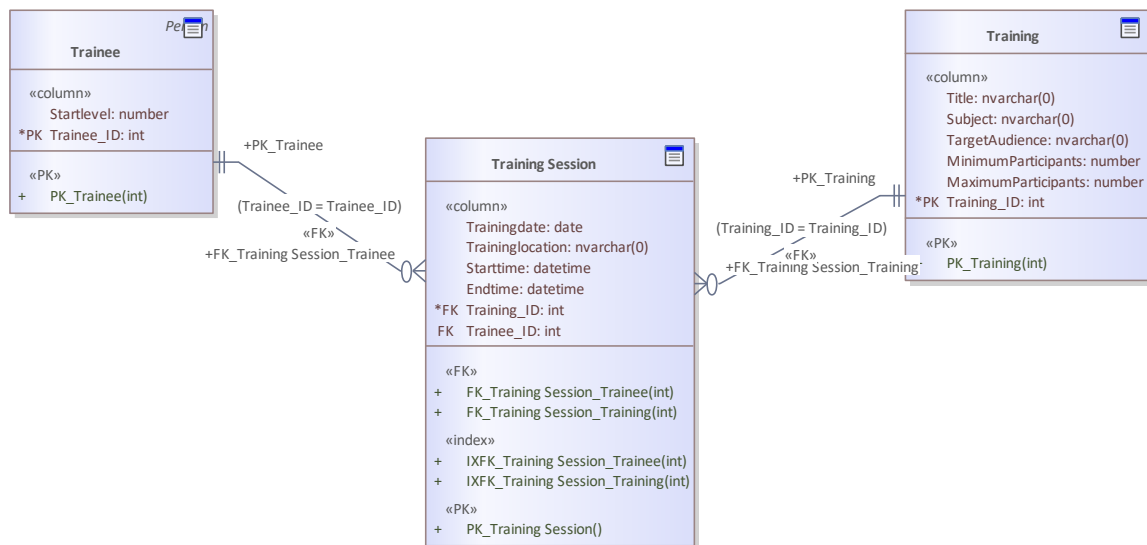 Trainee
«column»
Startlevel: number
*PK Trainee_ID: int
«PK»
+ PK_Trainee(int)
+PK_Trainee
(Trainee_ID = Trainee_ID)
«FK»
+FK_Training Session_Trainee
Training Session
«column»
Trainingdate: date
Traininglocation: nvarchar(0)
Starttime: datetime
Endtime: datetime
*FK Training_ID: int
FK Trainee_ID: int
«FK»
+ FK_Training Session_Trainee(int)
+ FK_Training Session_Training(int)
«index»
+ IXFK_Training Session_Trainee(int)
+ IXFK_Training Session_Training(int)
«PK»
+ PK_Training Session()
+PK_Training
(Training_ID = Training_ID)
«FK»
+FK_Training Session_Training
Training
«column»
Title: nvarchar(0)
Subject: nvarchar(0)
TargetAudience: nvarchar(0)
MinimumParticipants: number
MaximumParticipants: number
*PK Training_ID: int
«PK»
PK_Training(int)